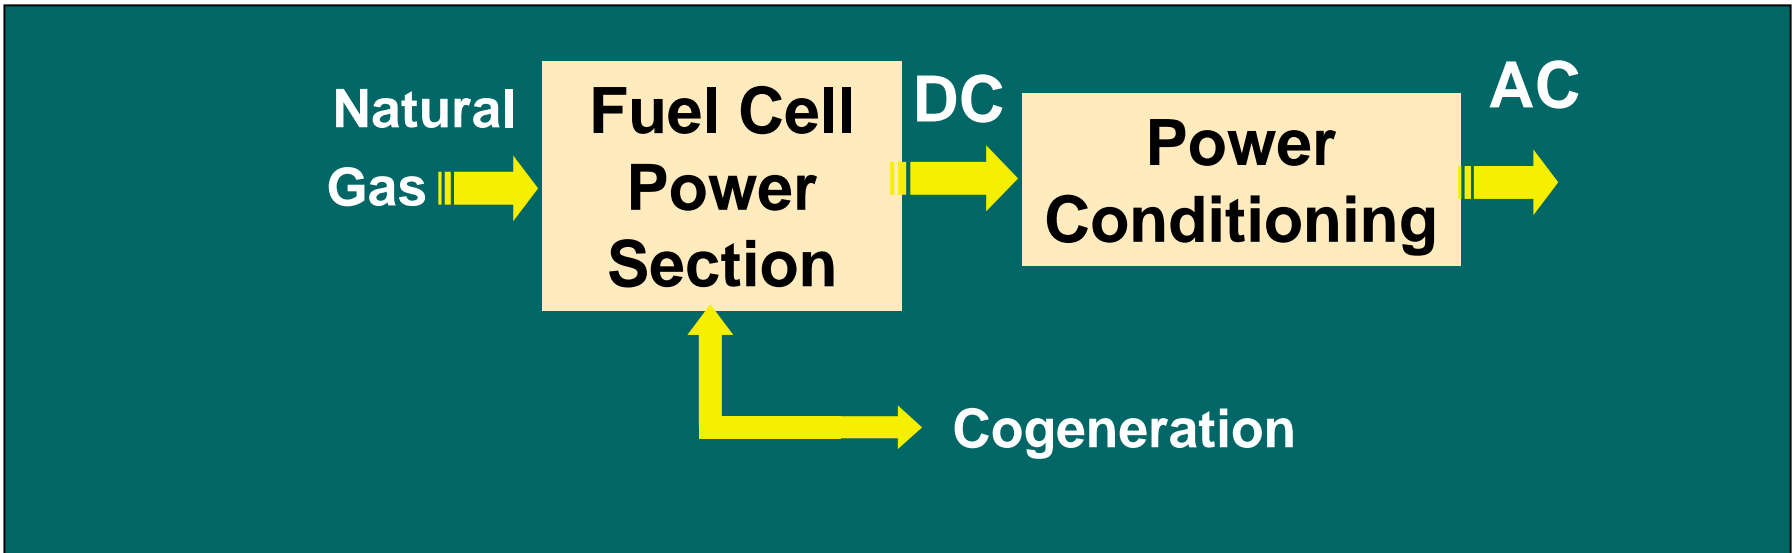 Natural
Gas
Fuel Cell
Power
Section
DC
Power
Conditioning
AC
Cogeneration